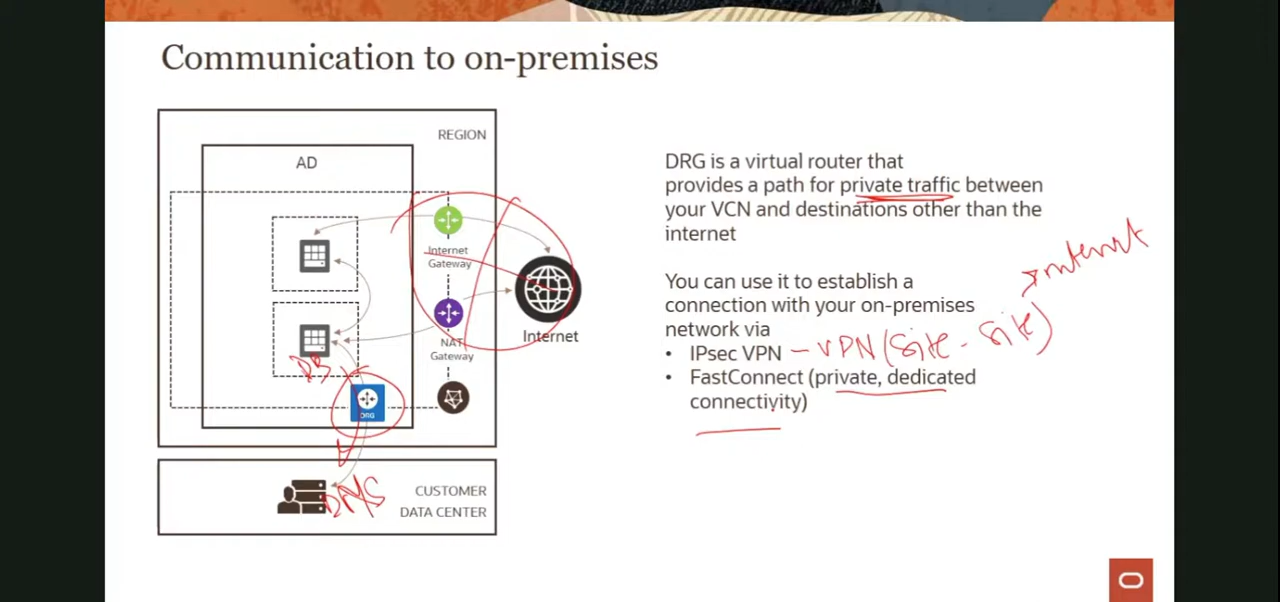 Communication to on-premises
REGION
AD
Internet
Gateway
NAT
Gateway
Internet
DB
DRG
CUSTOMER
DATA CENTER
DRG is a virtual router that
provides a path for private traffic between
your VCN and destinations other than the
internet
You can use it to establish a
connection with your on-premises
network via
• IPsec VPN – VPN (Site - Site)
internet
• FastConnect (private, dedicated
connectivity)